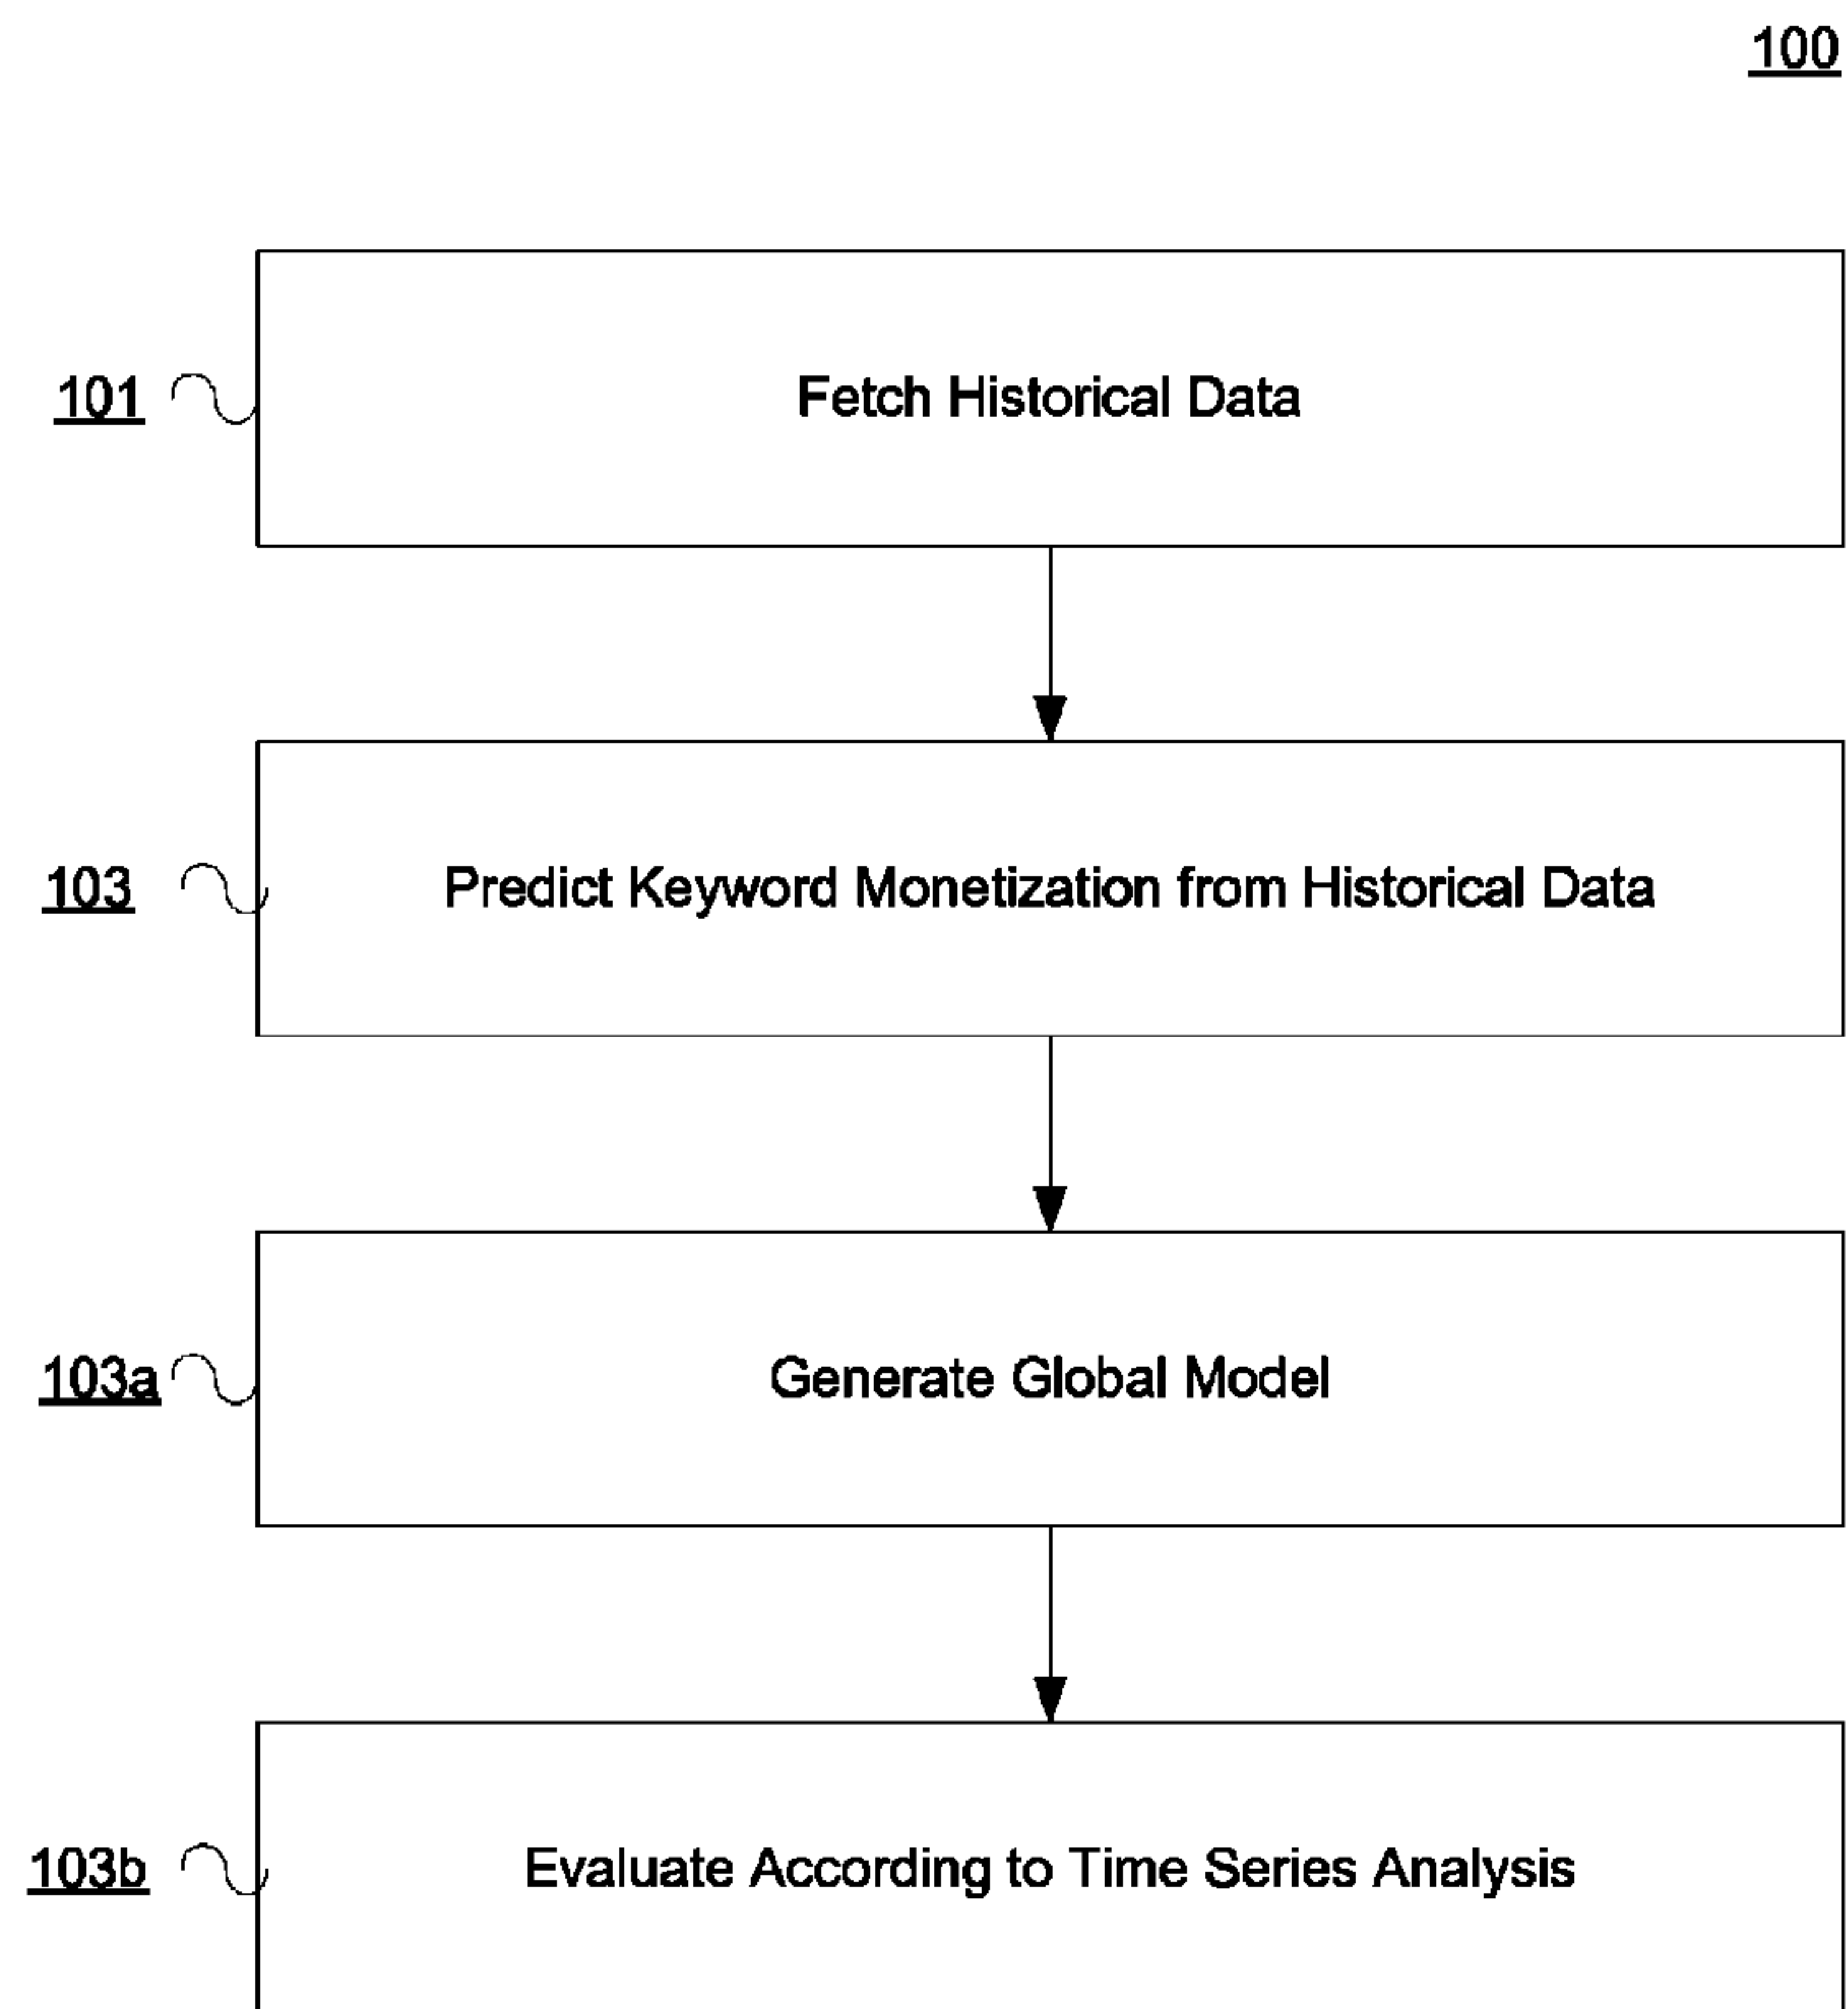 100
101 Fetch Historical Data
103 Predict Keyword Monetization from Historical Data
103a Generate Global Model
103b Evaluate According to Time Series Analysis